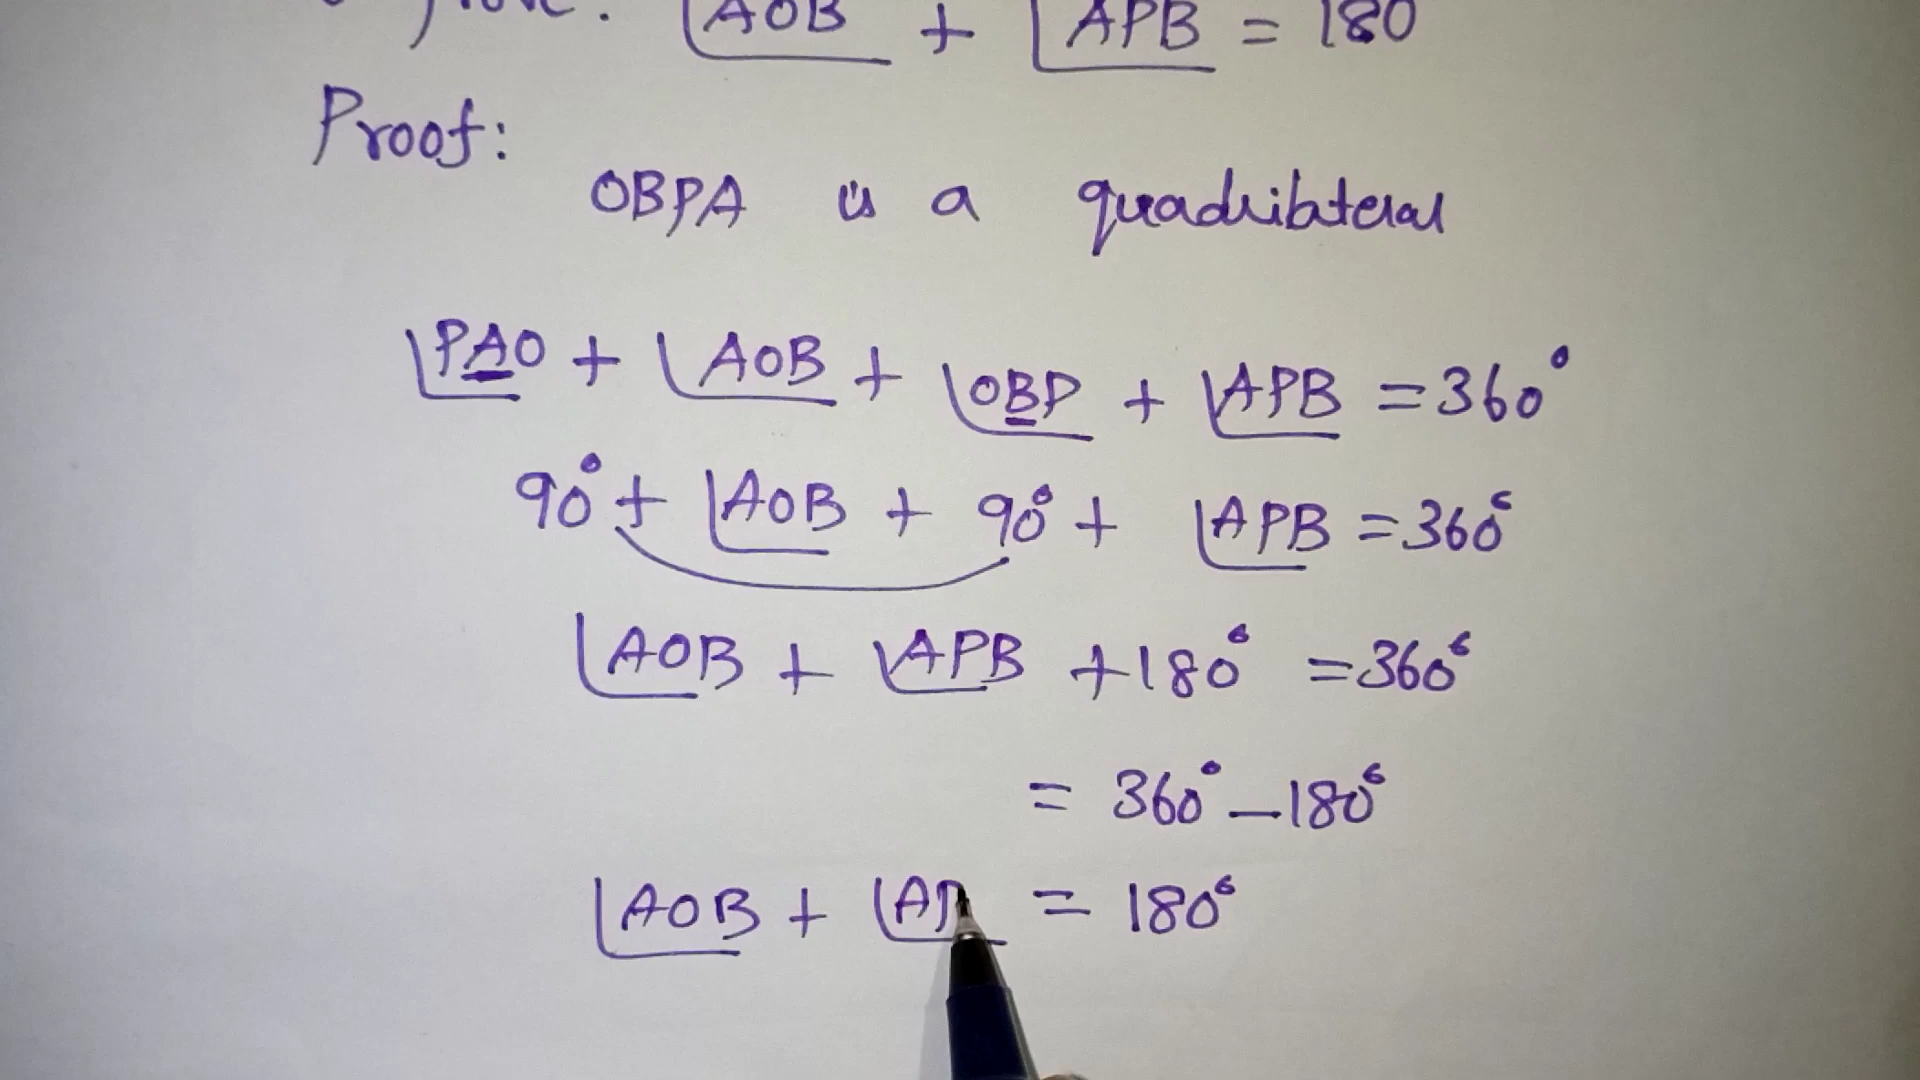 prove: ∠AOB + ∠APB = 180
Proof:
OBPA is a quadrilateral
∠PAO + ∠AOB + ∠OBP + ∠APB = 360°
90° + ∠AOB + 90° + ∠APB = 360°
∠AOB + ∠APB + 180° = 360°
= 360° - 180°
∠AOB + ∠AP = 180°